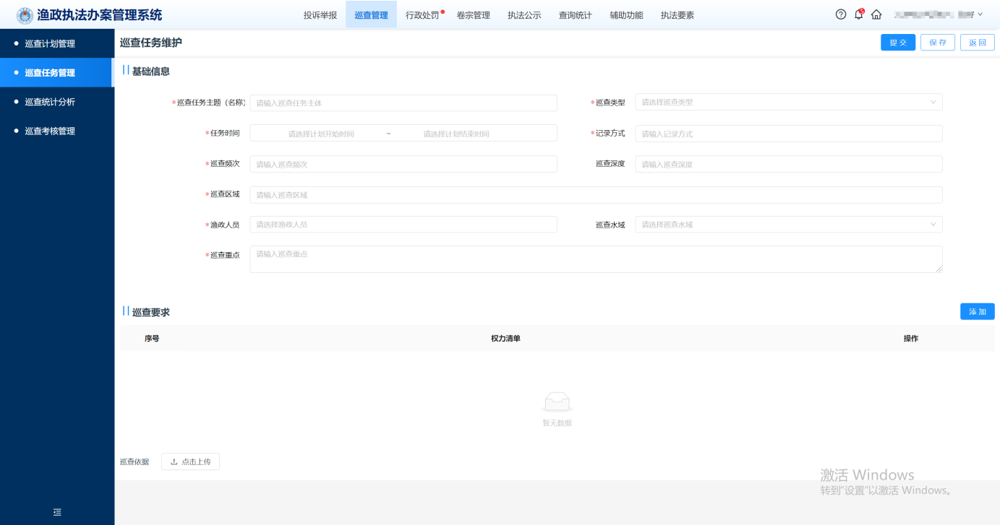 渔政执法办案管理系统
投诉举报 巡查管理 行政处罚 卷宗管理 执法公示 查询统计 辅助功能 执法要素
5
巡查计划管理
巡查任务管理
巡查统计分析
巡查考核管理
巡查任务维护
提交 保存 返回
基础信息
*巡查任务主题（名称） 请输入巡查任务主体
*巡查类型 请选择巡查类型
*任务时间 请选择计划开始时间 ~ 请选择计划结束时间
*记录方式 请输入记录方式
*巡查频次 请输入巡查频次
巡查深度 请输入巡查深度
*巡查区域 请输入巡查区域
*渔政人员 请选择渔政人员
巡查水域 请选择巡查水域
*巡查重点 请输入巡查重点
巡查要求
添加
序号 权力清单 操作
暂无数据
巡查依据 点击上传
激活 Windows
转到"设置"以激活 Windows。